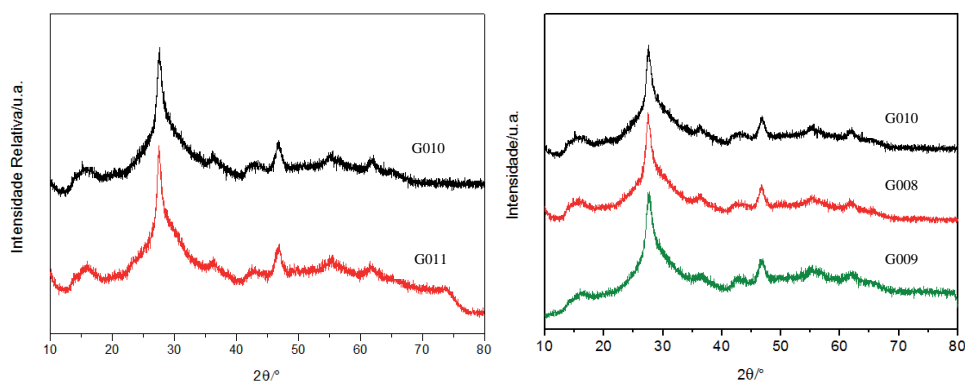 Intensidade Relativa/u.a.
G010
G011
10 20 30 40 50 60 70 80
2θ/°
Intensidade/u.a.
G010
G008
G009
10 20 30 40 50 60 70 80
2θ/°